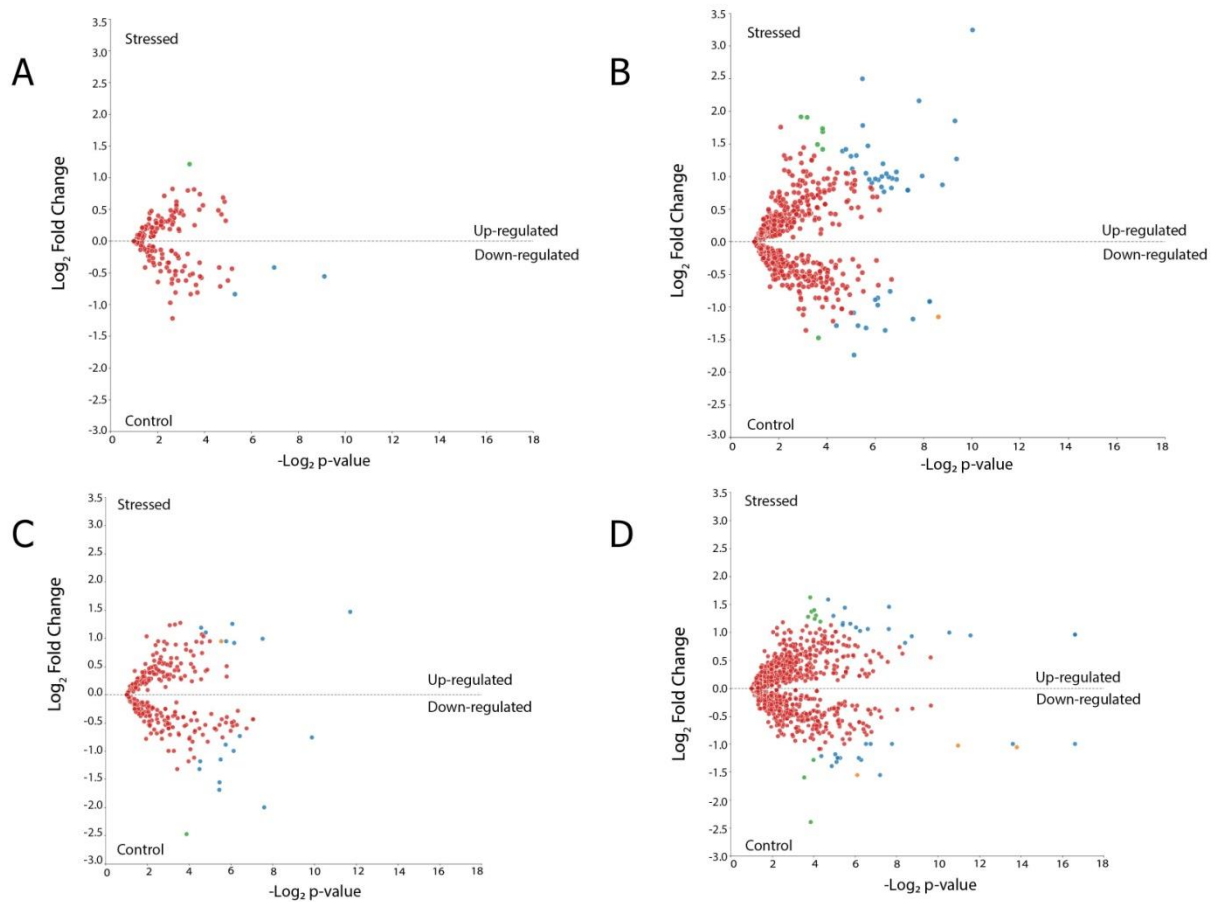 A
Log₂ Fold Change
3.5
3.0
2.5
2.0
1.5
1.0
0.5
0.0
-0.5
-1.0
-1.5
-2.0
-2.5
-3.0
Stressed
Up-regulated
Down-regulated
Control
0 2 4 6 8 10 12 14 16 18
-Log₂ p-value
B
Log₂ Fold Change
3.5
3.0
2.5
2.0
1.5
1.0
0.5
0.0
-0.5
-1.0
-1.5
-2.0
-2.5
-3.0
Stressed
Up-regulated
Down-regulated
Control
0 2 4 6 8 10 12 14 16 18
-Log₂ p-value
C
Log₂ Fold Change
3.5
3.0
2.5
2.0
1.5
1.0
0.5
0.0
-0.5
-1.0
-1.5
-2.0
-2.5
-3.0
Stressed
Up-regulated
Down-regulated
Control
0 2 4 6 8 10 12 14 16 18
-Log₂ p-value
D
Log₂ Fold Change
3.5
3.0
2.5
2.0
1.5
1.0
0.5
0.0
-0.5
-1.0
-1.5
-2.0
-2.5
-3.0
Stressed
Up-regulated
Down-regulated
Control
0 2 4 6 8 10 12 14 16 18
-Log₂ p-value